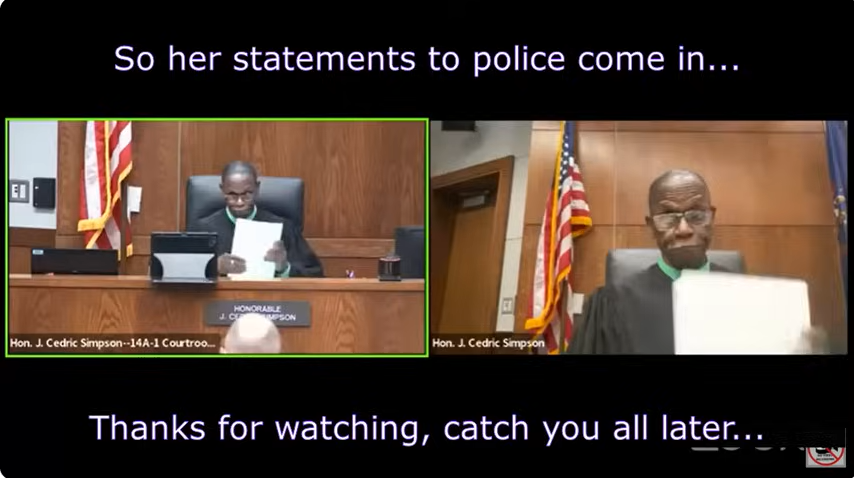 So her statements to police come in...
HONORABLE
Hon. J. Cedric Simpson--14A-1 Courtroo...
Hon. J. Cedric Simpson
Thanks for watching, catch you all later...